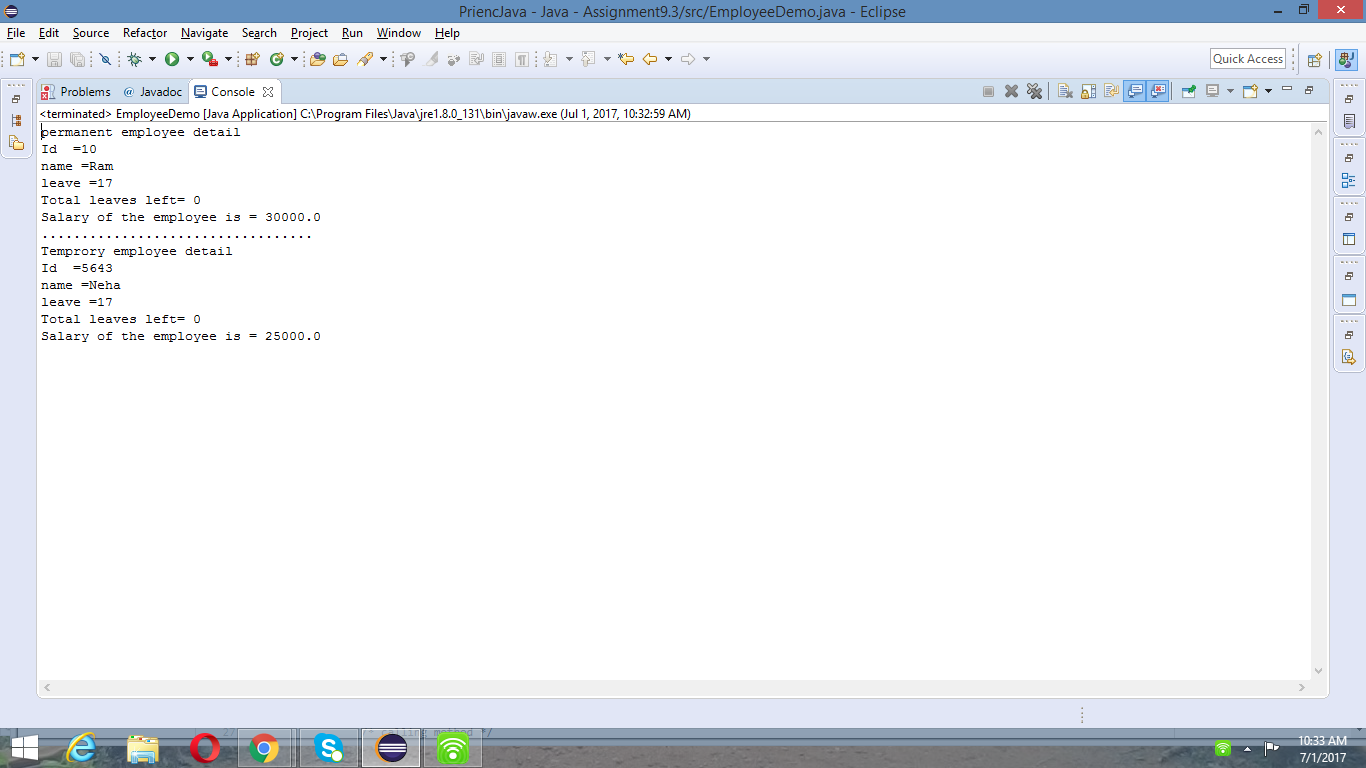 PriencJava - Java - Assignment9.3/src/EmployeeDemo.java - Eclipse
File Edit Source Refactor Navigate Search Project Run Window Help
Quick Access
Problems @ Javadoc Console
<terminated> EmployeeDemo [Java Application] C:\Program Files\Java\jre1.8.0_131\bin\javaw.exe (Jul 1, 2017, 10:32:59 AM)
permanent employee detail
Id  =10
name =Ram
leave =17
Total leaves left= 0
Salary of the employee is = 30000.0
..................................
Temprory employee detail
Id  =5643
name =Neha
leave =17
Total leaves left= 0
Salary of the employee is = 25000.0
method */
10:33 AM
7/1/2017